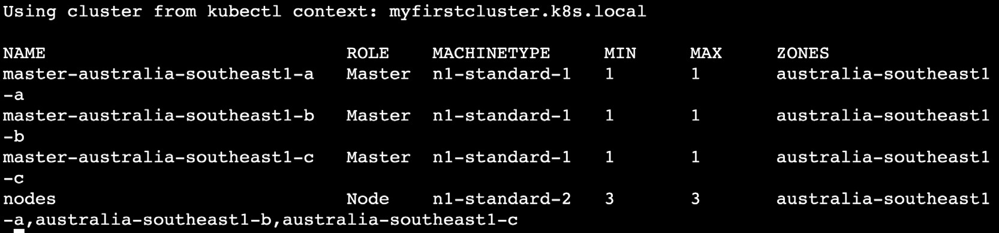 Using cluster from kubectl context: myfirstcluster.k8s.local
NAME ROLE MACHINETYPE MIN MAX ZONES
master-australia-southeast1-a Master n1-standard-1 1 1 australia-southeast1
-a
master-australia-southeast1-b Master n1-standard-1 1 1 australia-southeast1
-b
master-australia-southeast1-c Master n1-standard-1 1 1 australia-southeast1
-c
nodes Node n1-standard-2 3 3 australia-southeast1
-a,australia-southeast1-b,australia-southeast1-c